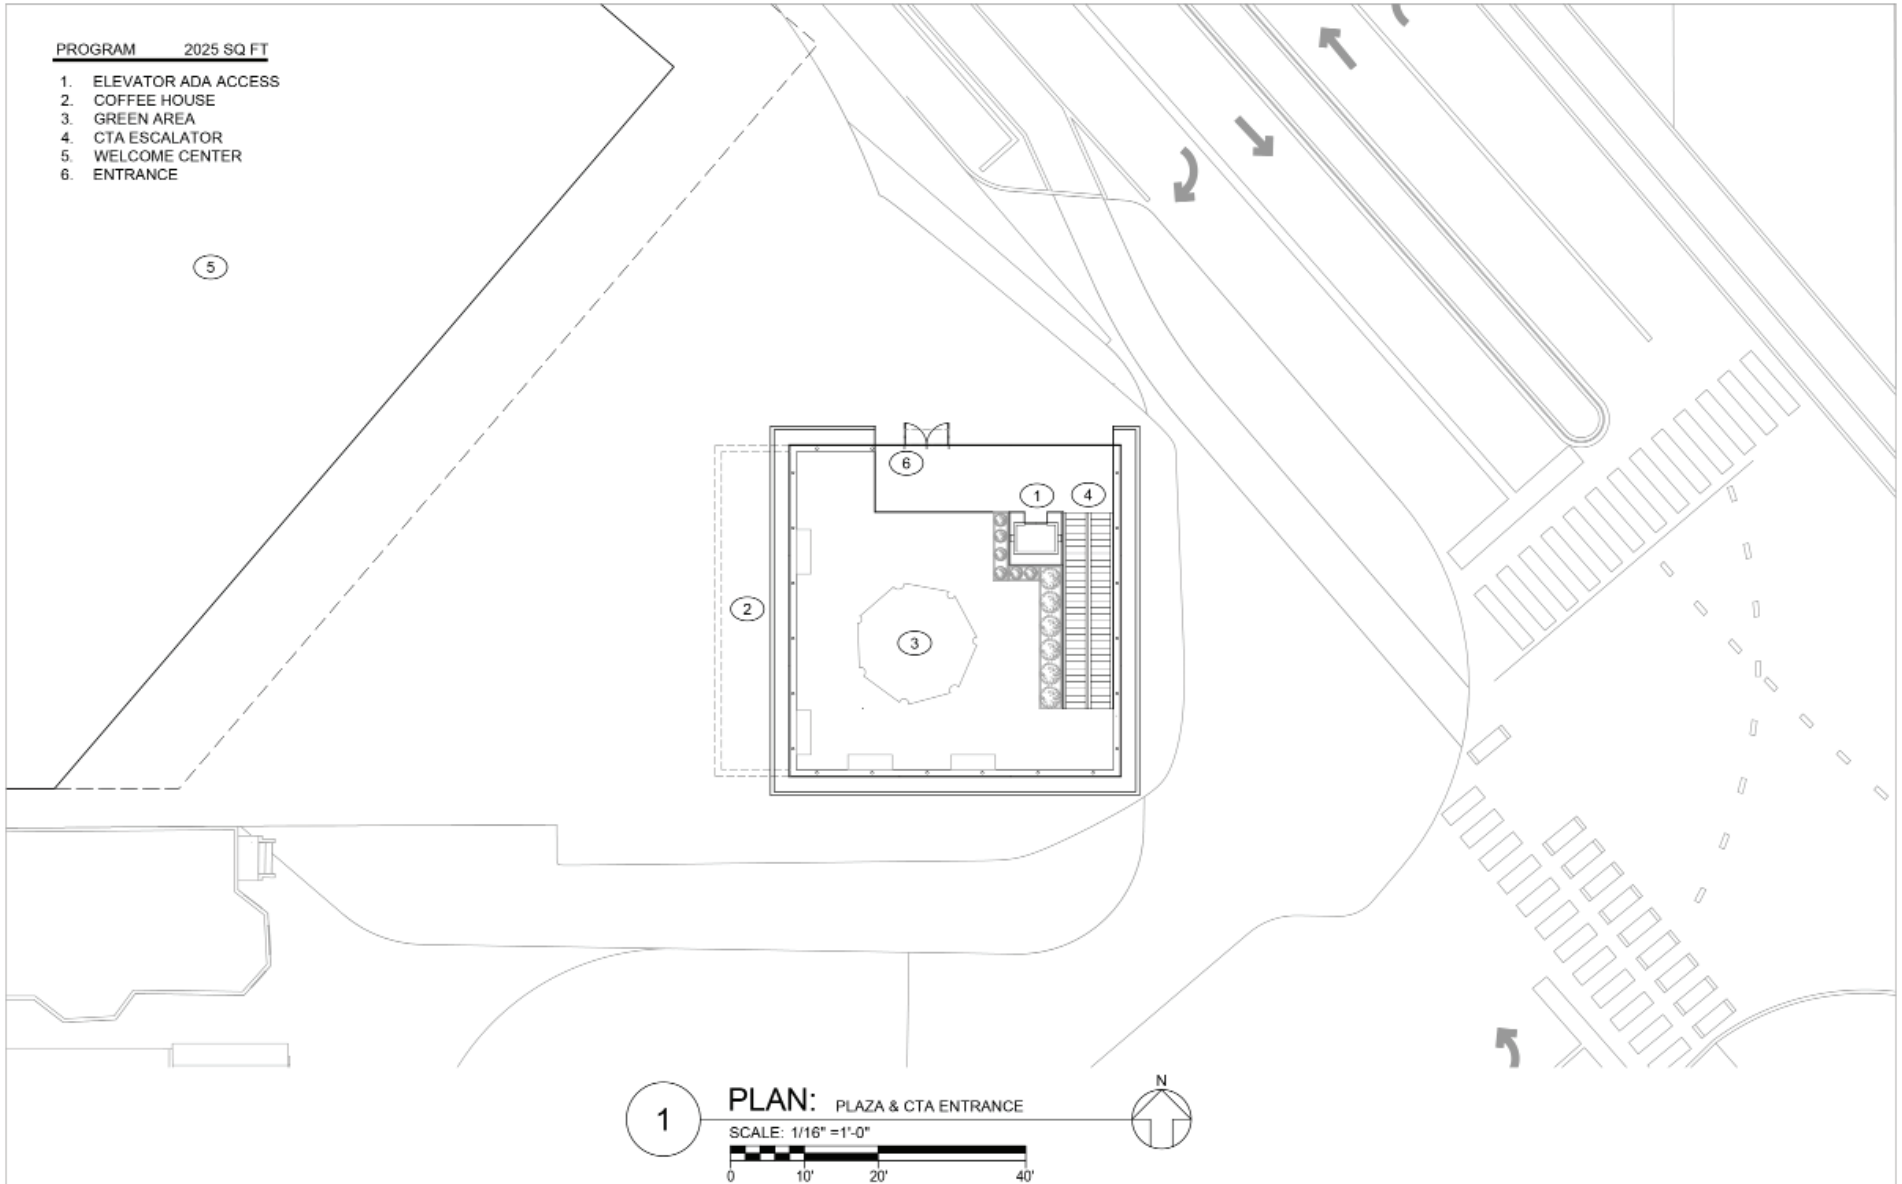 PROGRAM 2025 SQ FT
1. ELEVATOR ADA ACCESS
2. COFFEE HOUSE
3. GREEN AREA
4. CTA ESCALATOR
5. WELCOME CENTER
6. ENTRANCE
5
6
1 4
2
3
1
PLAN: PLAZA & CTA ENTRANCE
N
SCALE: 1/16" =1'-0"
0 10' 20' 40'